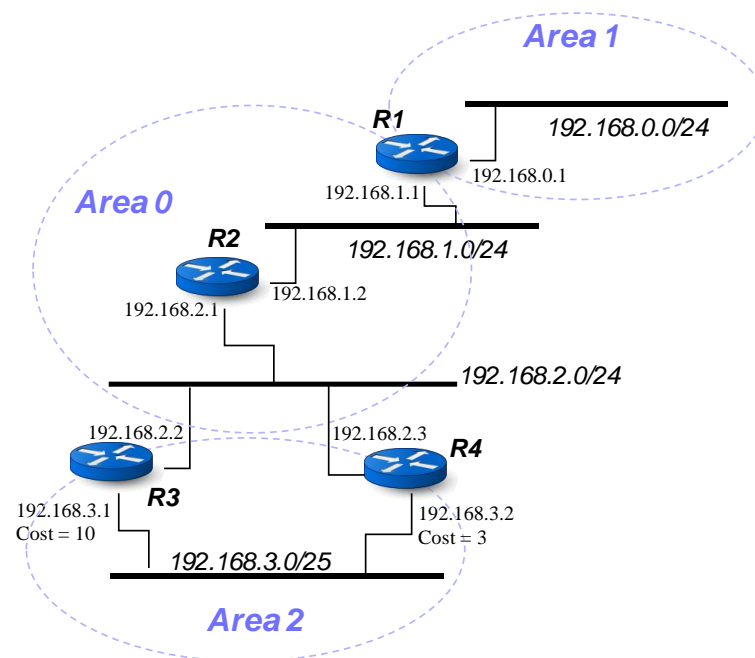 Area 1
R1
192.168.0.0/24
192.168.0.1
192.168.1.1
Area 0
R2
192.168.1.0/24
192.168.1.2
192.168.2.1
192.168.2.0/24
192.168.2.2
192.168.2.3
R4
R3
192.168.3.1
Cost = 10
192.168.3.2
Cost = 3
192.168.3.0/25
Area 2